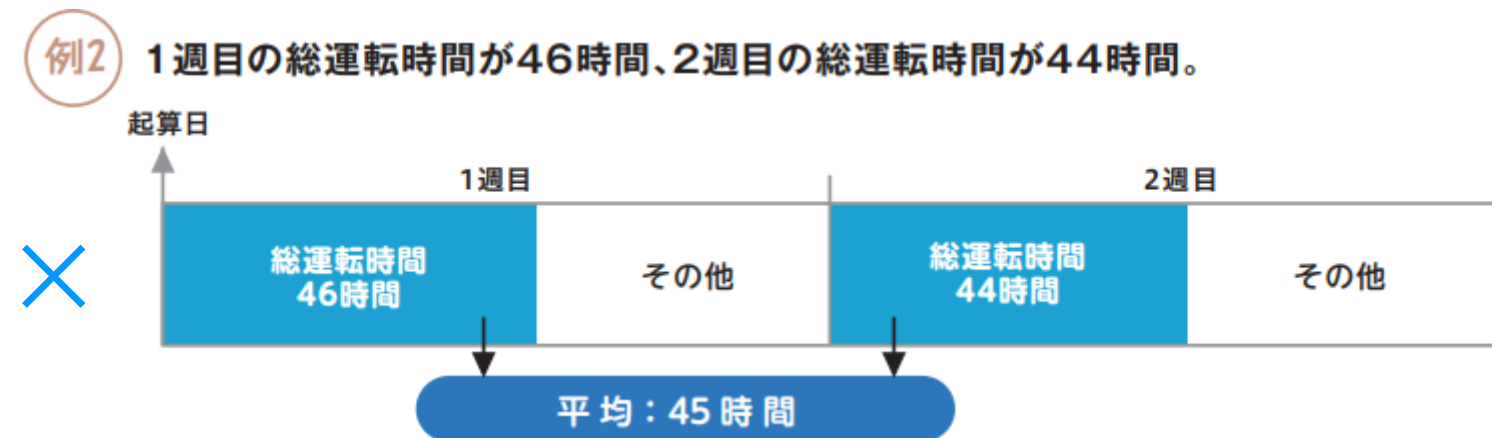 例2
1週目の総運転時間が46時間、2週目の総運転時間が44時間。
起算日
1週目
2週目
総運転時間
46時間
その他
総運転時間
44時間
その他
平均：45時間